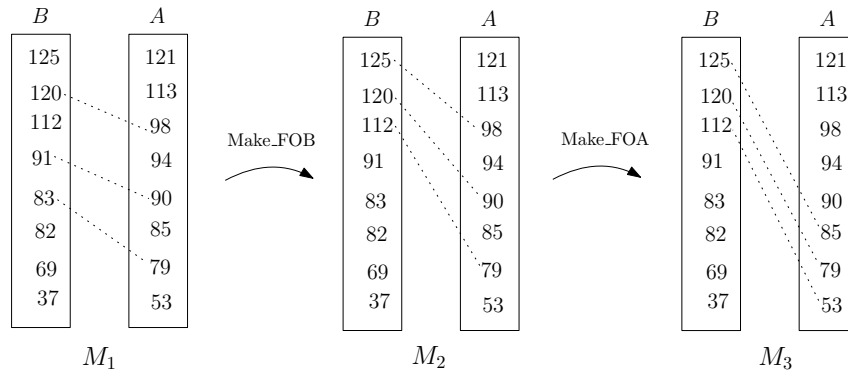 B A B A B A
125 121 125 121 125 121
120 113 120 113 120 113
112 98 112 98 112 98
91 94 91 94 91 94
83 90 83 90 83 90
82 85 82 85 82 85
69 79 69 79 69 79
37 53 37 53 37 53
Make_FOB Make_FOA
M1 M2 M3